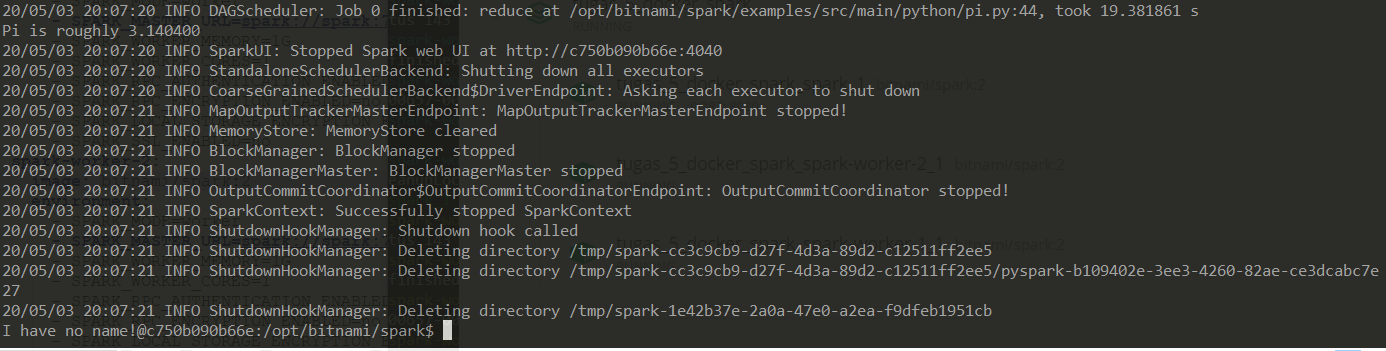 20/05/03 20:07:20 INFO DAGScheduler: Job 0 finished: reduce at /opt/bitnami/spark/examples/src/main/python/pi.py:44, took 19.381861 s
Pi is roughly 3.140400
20/05/03 20:07:20 INFO SparkUI: Stopped Spark web UI at http://c750b090b66e:4040
20/05/03 20:07:20 INFO StandaloneSchedulerBackend: Shutting down all executors
20/05/03 20:07:20 INFO CoarseGrainedSchedulerBackend$DriverEndpoint: Asking each executor to shut down
20/05/03 20:07:21 INFO MapOutputTrackerMasterEndpoint: MapOutputTrackerMasterEndpoint stopped!
20/05/03 20:07:21 INFO MemoryStore: MemoryStore cleared
20/05/03 20:07:21 INFO BlockManager: BlockManager stopped
20/05/03 20:07:21 INFO BlockManagerMaster: BlockManagerMaster stopped
20/05/03 20:07:21 INFO OutputCommitCoordinator$OutputCommitCoordinatorEndpoint: OutputCommitCoordinator stopped!
20/05/03 20:07:21 INFO SparkContext: Successfully stopped SparkContext
20/05/03 20:07:21 INFO ShutdownHookManager: Shutdown hook called
20/05/03 20:07:21 INFO ShutdownHookManager: Deleting directory /tmp/spark-cc3c9cb9-d27f-4d3a-89d2-c12511ff2ee5
20/05/03 20:07:21 INFO ShutdownHookManager: Deleting directory /tmp/spark-cc3c9cb9-d27f-4d3a-89d2-c12511ff2ee5/pyspark-b109402e-3ee3-4260-82ae-ce3dcabc7e
27
20/05/03 20:07:21 INFO ShutdownHookManager: Deleting directory /tmp/spark-1e42b37e-2a0a-47e0-a2ea-f9dfeb1951cb
I have no name!@c750b090b66e:/opt/bitnami/spark$